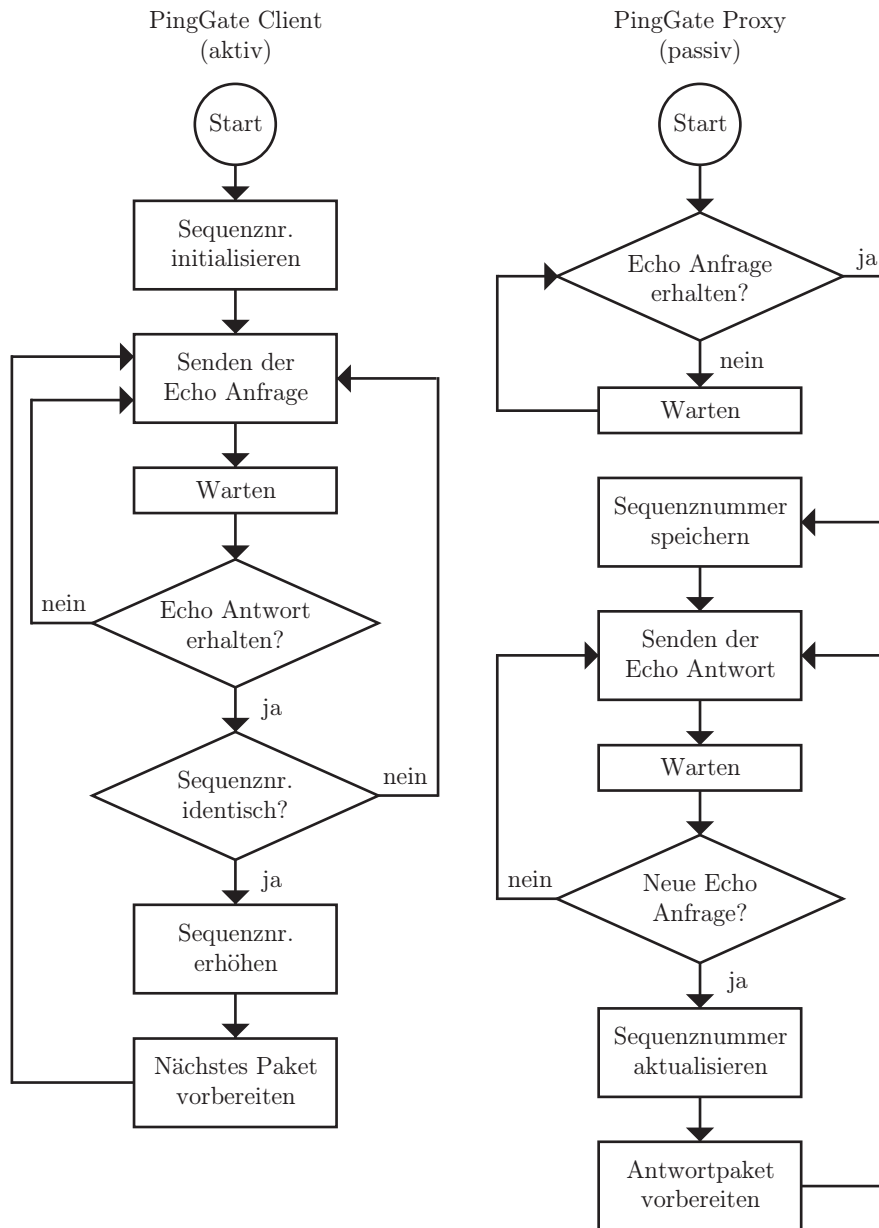 PingGate Client
(aktiv)
Start
Sequenznr.
initialisieren
Senden der
Echo Anfrage
Warten
Echo Antwort
erhalten?
nein
ja
Sequenznr.
identisch?
nein
ja
Sequenznr.
erhöhen
Nächstes Paket
vorbereiten
PingGate Proxy
(passiv)
Start
Echo Anfrage
erhalten?
ja
nein
Warten
Sequenznummer
speichern
Senden der
Echo Antwort
Warten
Neue Echo
Anfrage?
nein
ja
Sequenznummer
aktualisieren
Antwortpaket
vorbereiten